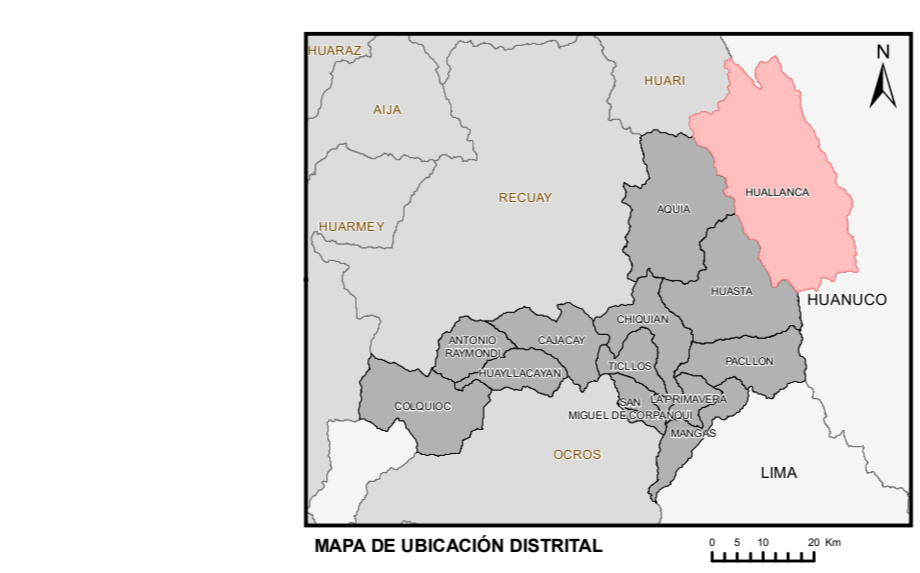 HUARAZ
N
HUARI
AIJA
HUALLANCA
RECUAY
AQUIA
HUARMEY
HUASTA
HUANUCO
CHIQUIAN
ANTONIO
RAYMONDI
CAJACAY
PACLLON
TICLLOS
HUAYLLACAYAN
LA PRIMAVERA
SAN
MIGUEL DE CORPANQUI
COLQUIOC
MANGAS
OCROS
LIMA
MAPA DE UBICACIÓN DISTRITAL
0 5 10 20 Km